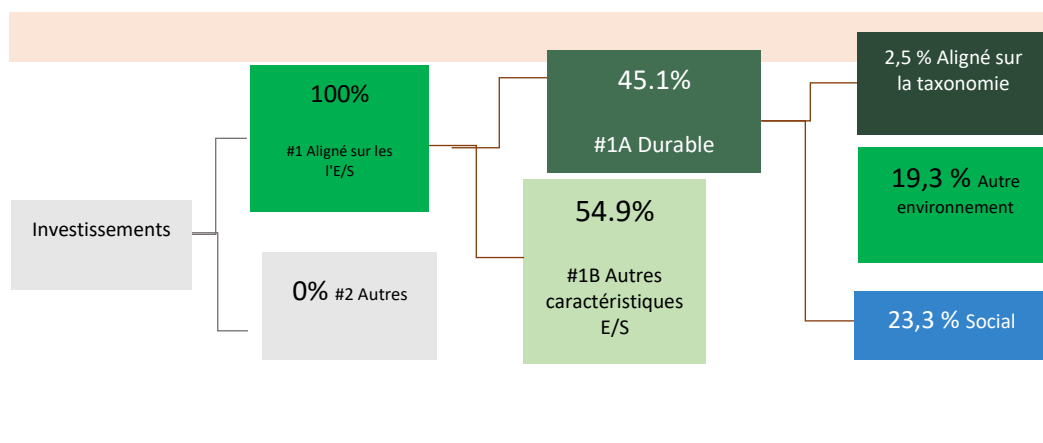 Investissements
100%
#1 Aligné sur les
l'E/S
0% #2 Autres
45.1%
#1A Durable
54.9%
#1B Autres
caractéristiques
E/S
2,5 % Aligné sur
la taxonomie
19,3 % Autre
environnement
23,3 % Social